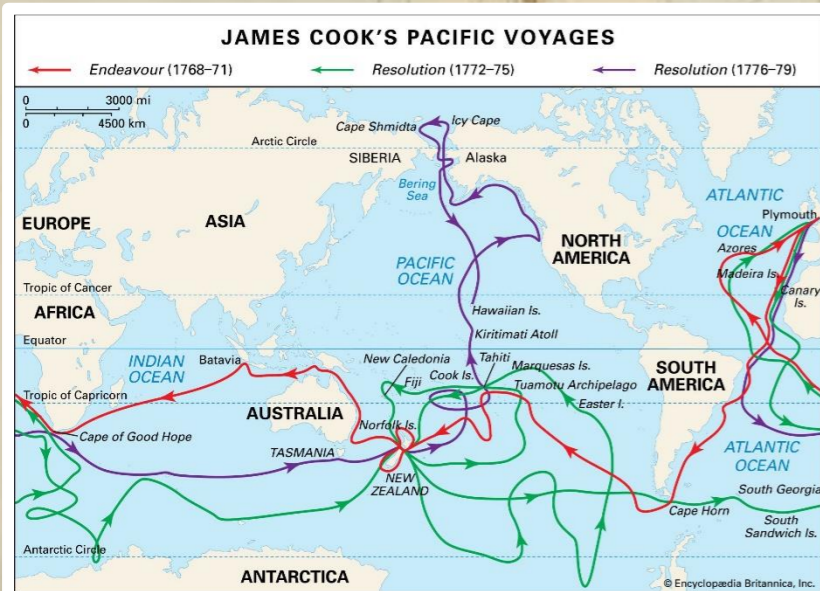 JAMES COOK'S PACIFIC VOYAGES
Endeavour (1768–71)
Resolution (1772–75)
Resolution (1776–79)
0 3000 mi
0 4500 km
Cape Shmidta
Icy Cape
Arctic Circle
SIBERIA
Alaska
Bering
Sea
ATLANTIC
OCEAN
Plymouth
EUROPE
ASIA
NORTH
AMERICA
Azores
Madeira Is.
Canary
Is.
PACIFIC
OCEAN
Tropic of Cancer
AFRICA
Hawaiian Is.
Kiritimati Atoll
Equator
INDIAN
OCEAN
Batavia
New Caledonia
Fiji
Cook Is.
Tahiti
Marquesas Is.
Tuamotu Archipelago
Easter I.
SOUTH
AMERICA
Tropic of Capricorn
AUSTRALIA
Norfolk Is.
Cape of Good Hope
TASMANIA
NEW
ZEALAND
ATLANTIC
OCEAN
South Georgia
Cape Horn
South
Sandwich Is.
Antarctic Circle
ANTARCTICA
© Encyclopædia Britannica, Inc.